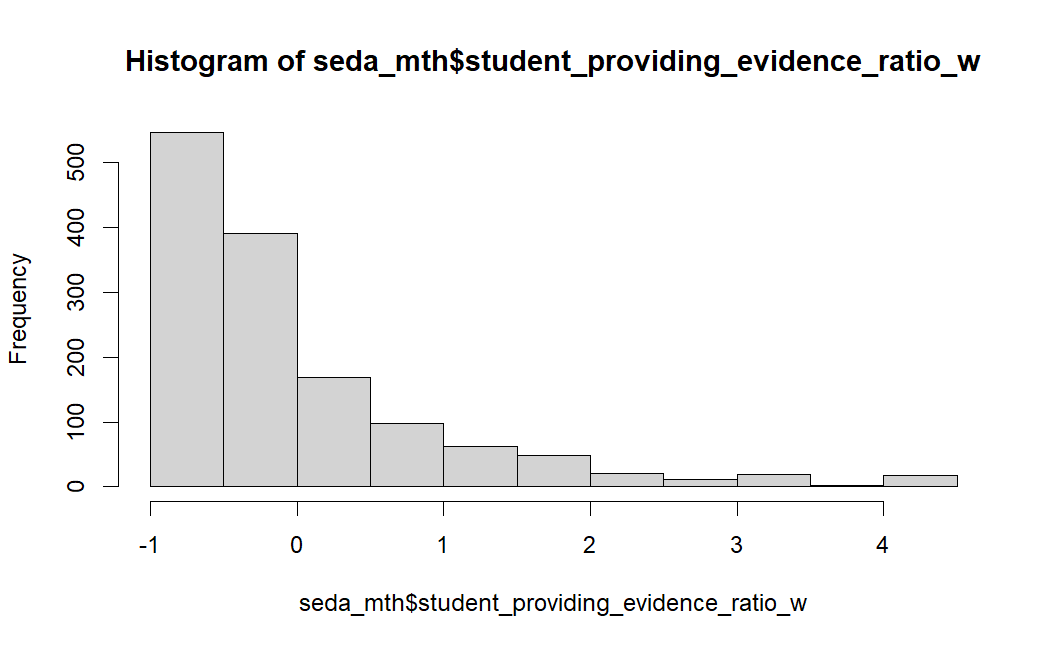 Histogram of seda_mth$student_providing_evidence_ratio_w
Frequency
500
400
300
200
100
0
-1 0 1 2 3 4
seda_mth$student_providing_evidence_ratio_w